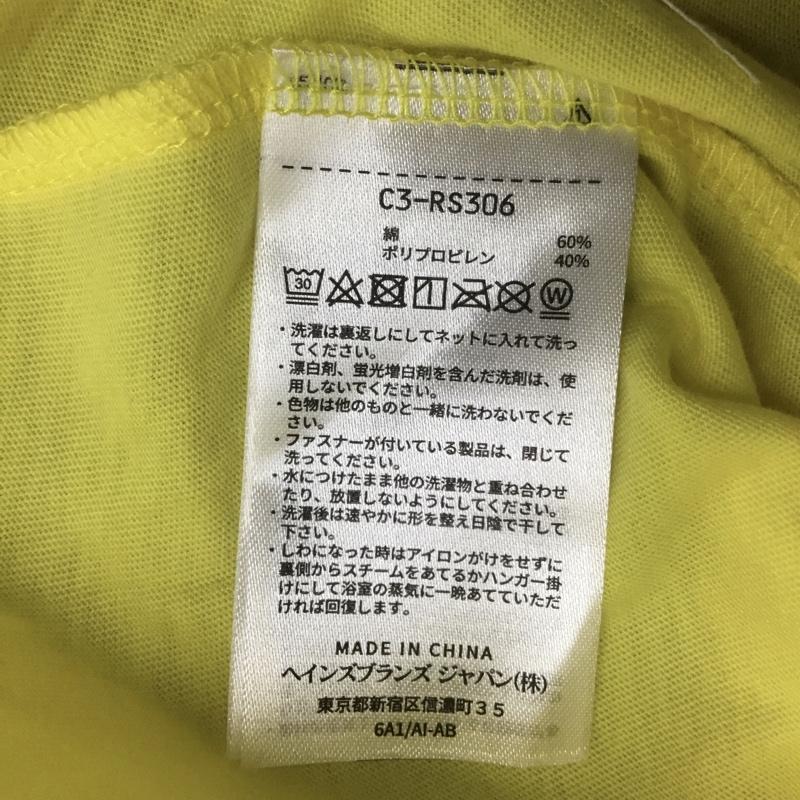 C3-RS306
綿 60%
ポリプロピレン 40%
30
W
・洗濯は裏返しにしてネットに入れて洗っ
てください。
・漂白剤、蛍光増白剤を含んだ洗剤は、使
用しないでください。
・色物は他のものと一緒に洗わないでくだ
さい。
・ファスナーが付いている製品は、閉じて
洗ってください。
・水につけたまま他の洗濯物と重ね合わせ
たり、放置しないようにしてください。
・洗濯後は速やかに形を整え日陰で干して
下さい。
・しわになった時はアイロンがけをせずに
裏側からスチームをあてるかハンガー掛
けにして浴室の蒸気に一晩あてていただ
ければ回復します。
MADE IN CHINA
ヘインズブランズ ジャパン(株)
東京都新宿区信濃町35
6A1/AI-AB